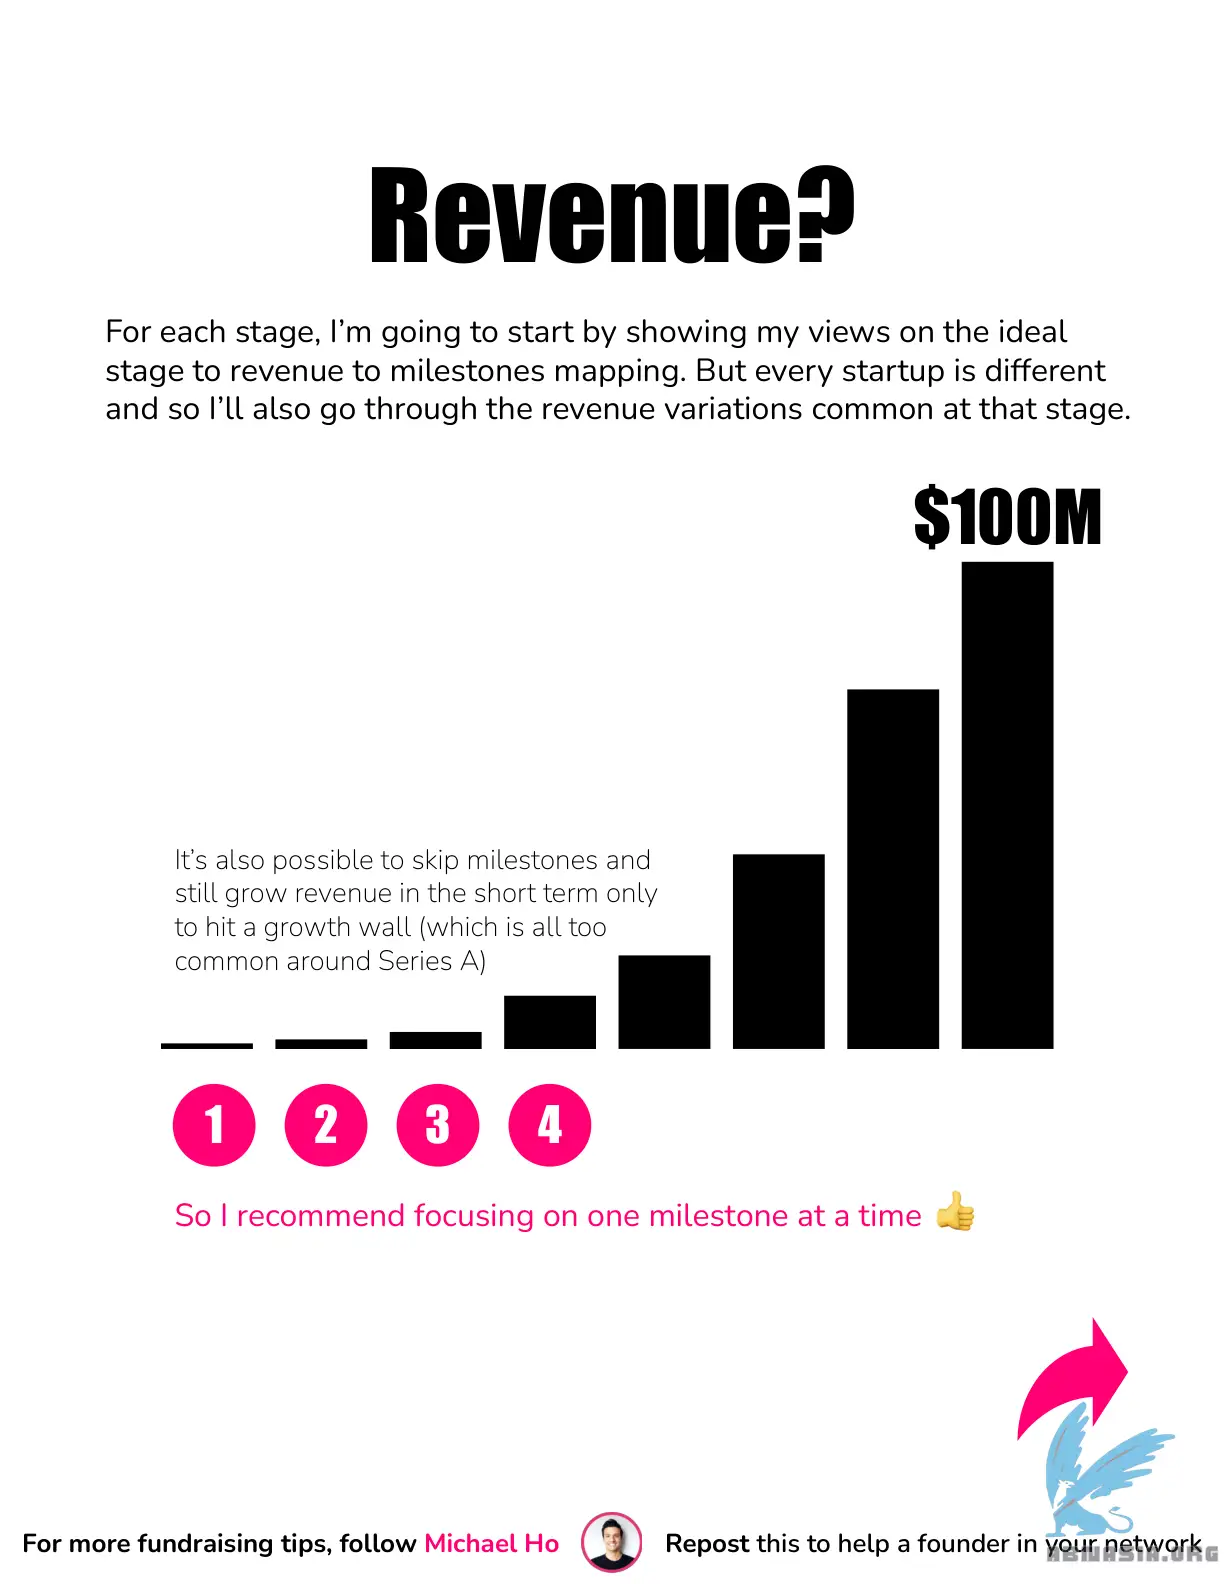 Revenue?
For each stage, I’m going to start by showing my views on the ideal
stage to revenue to milestones mapping. But every startup is different
and so I’ll also go through the revenue variations common at that stage.
$100M
It’s also possible to skip milestones and
still grow revenue in the short term only
to hit a growth wall (which is all too
common around Series A)
1 2 3 4
So I recommend focusing on one milestone at a time 👍
For more fundraising tips, follow Michael Ho
Repost this to help a founder in your network
ABMASIA.ORG